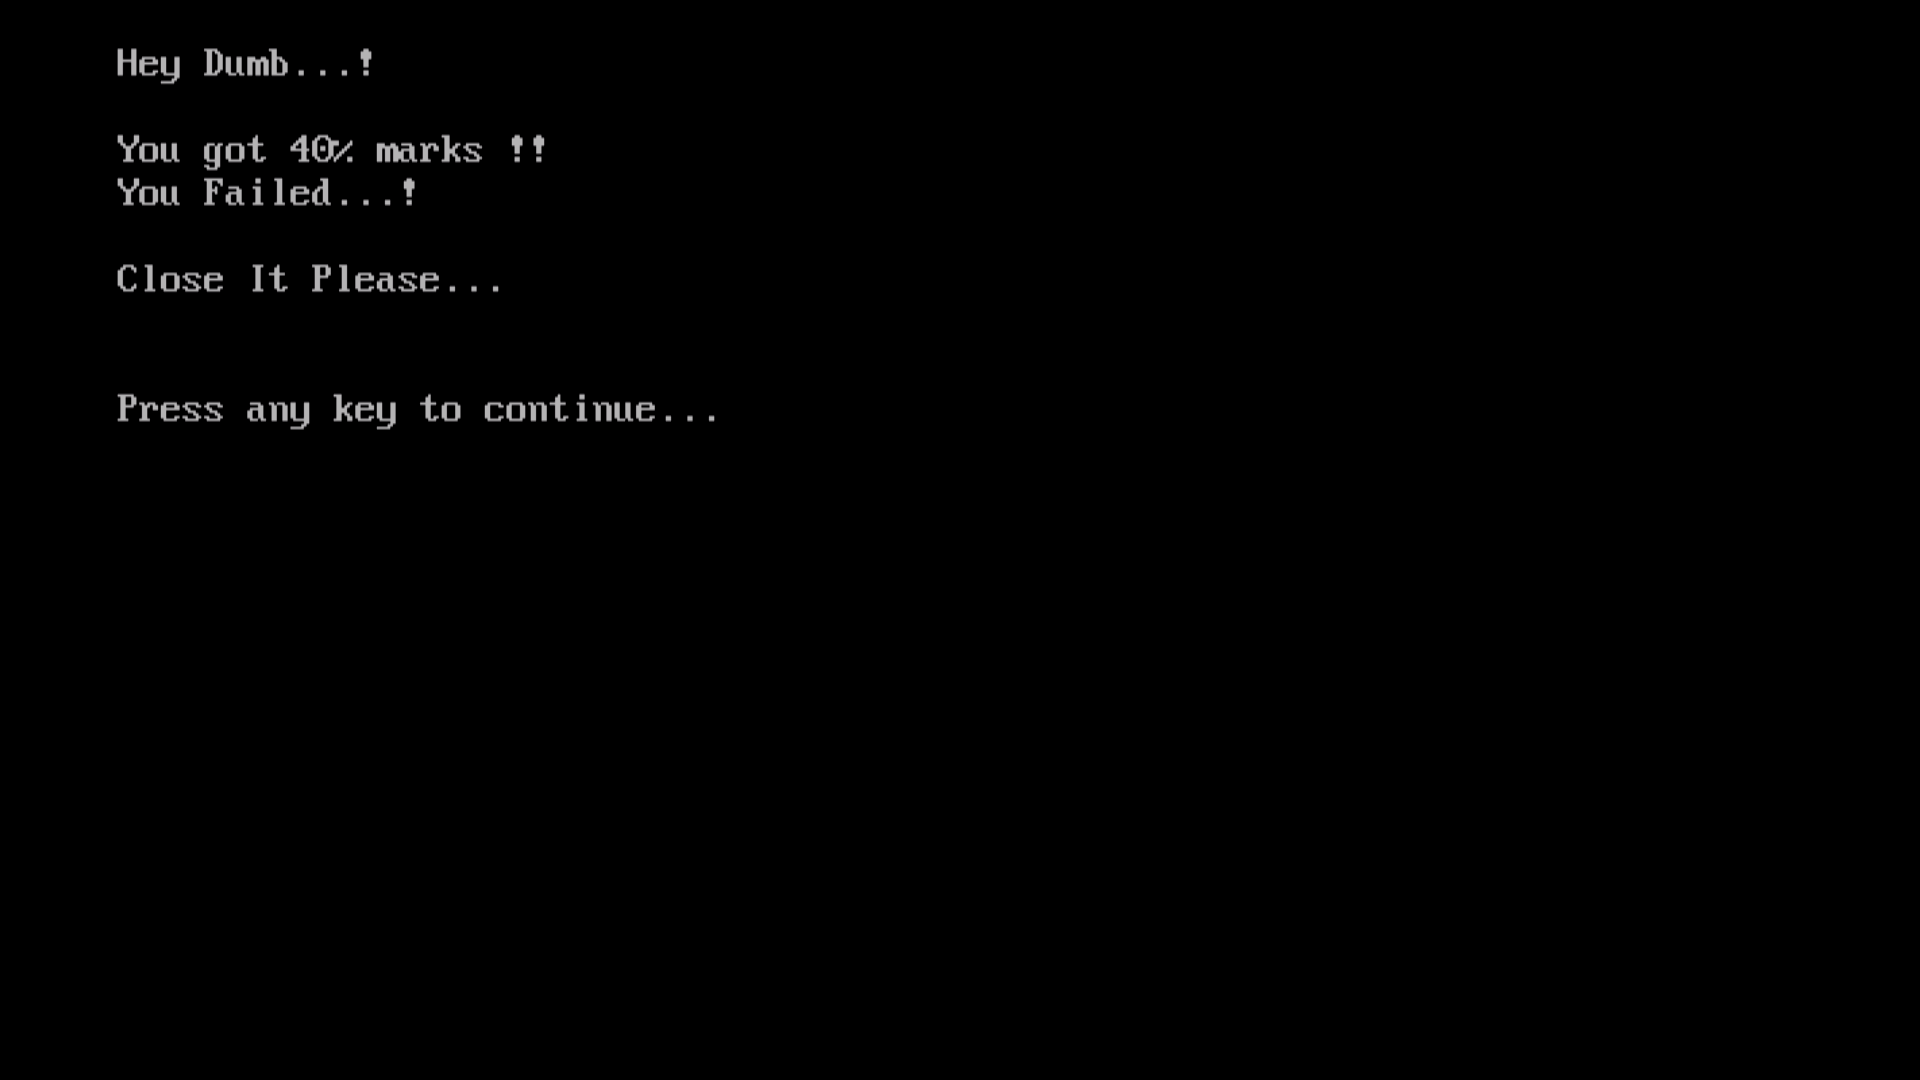 Hey Dumb...!
You got 40% marks !!
You Failed...!
Close It Please...
Press any key to continue...